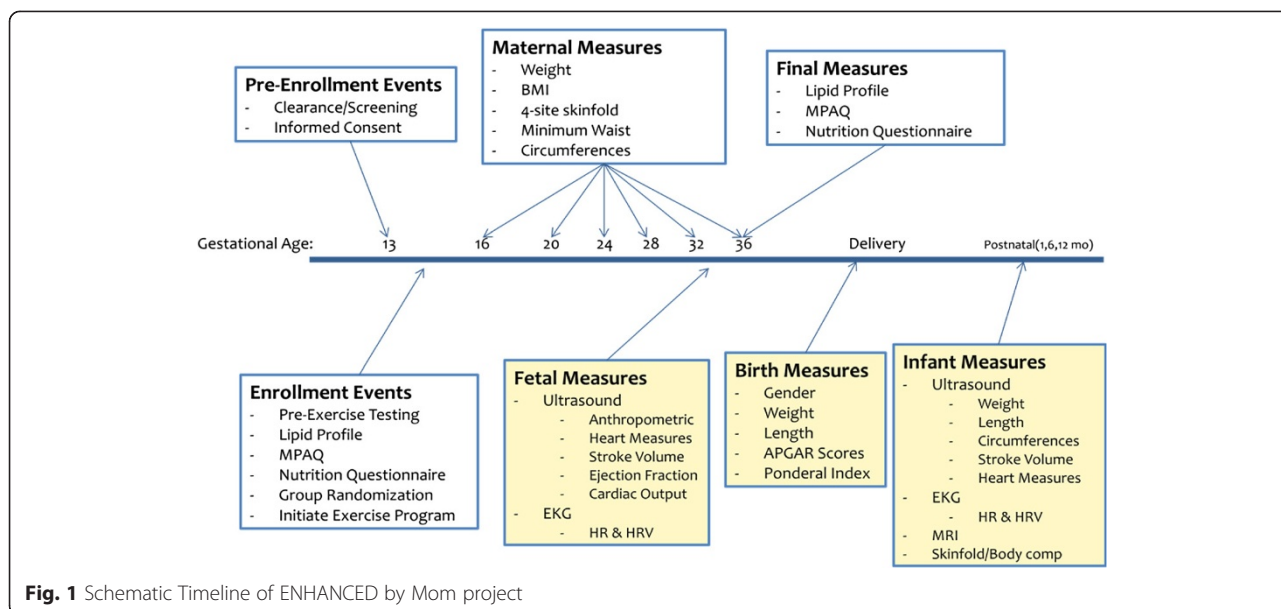 Pre-Enrollment Events
- Clearance/Screening
- Informed Consent
Maternal Measures
- Weight
- BMI
- 4-site skinfold
- Minimum Waist
- Circumferences
Final Measures
- Lipid Profile
- MPAQ
- Nutrition Questionnaire
Gestational Age: 13 16 20 24 28 32 36 Delivery Postnatal(1,6,12 mo)
Enrollment Events
- Pre-Exercise Testing
- Lipid Profile
- MPAQ
- Nutrition Questionnaire
- Group Randomization
- Initiate Exercise Program
Fetal Measures
- Ultrasound
- Anthropometric
- Heart Measures
- Stroke Volume
- Ejection Fraction
- Cardiac Output
- EKG
- HR & HRV
Birth Measures
- Gender
- Weight
- Length
- APGAR Scores
- Ponderal Index
Infant Measures
- Ultrasound
- Weight
- Length
- Circumferences
- Stroke Volume
- Heart Measures
- EKG
- HR & HRV
- MRI
- Skinfold/Body comp
Fig. 1 Schematic Timeline of ENHANCED by Mom project